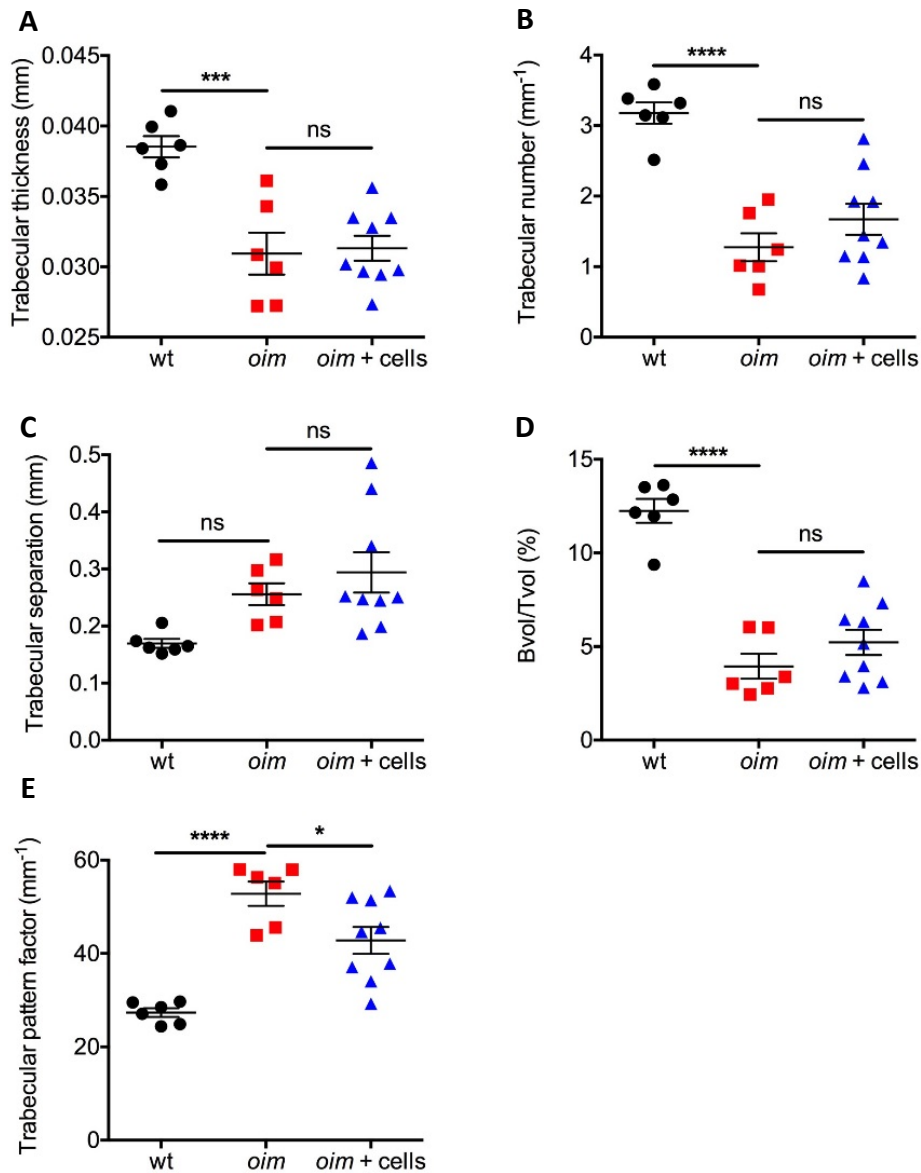 A
Trabecular thickness (mm)
0.045
0.040
0.035
0.030
0.025
***
ns
wt
oim
oim + cells
B
Trabecular number (mm-1)
4
3
2
1
0
****
ns
wt
oim
oim + cells
C
Trabecular separation (mm)
0.5
0.4
0.3
0.2
0.1
0.0
ns
ns
wt
oim
oim + cells
D
Bvol/Tvol (%)
15
10
5
0
****
ns
wt
oim
oim + cells
E
Trabecular pattern factor (mm-1)
60
40
20
0
****
*
wt
oim
oim + cells